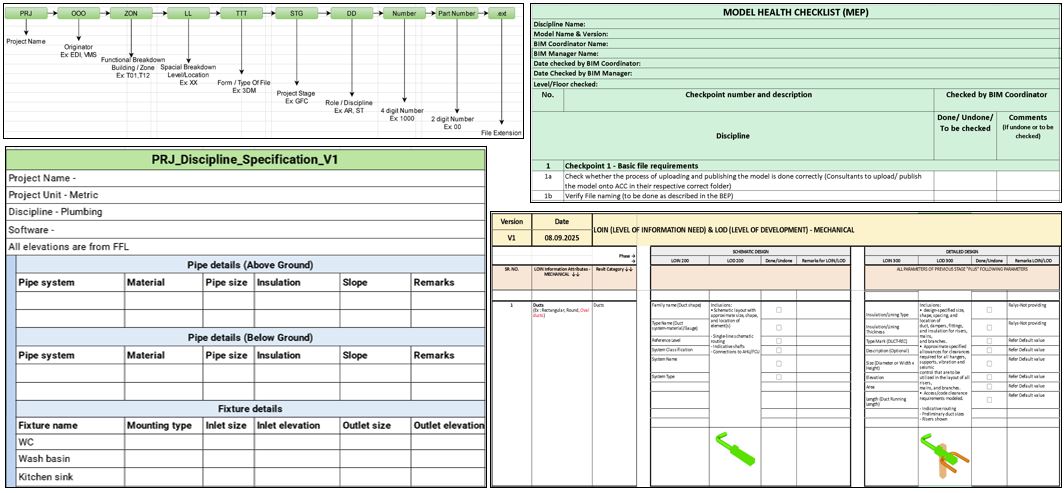 PRJ OOO ZON LL TTT STG DD Number Part Number .ext
Project Name
Originator
Ex: EDI, VMS
Functional Breakdown
Building / Zone
Ex: T01,T12
Spacial Breakdown
Level/Location
Ex: XX
Form / Type Of File
Ex: 3DM
Project Stage
Ex: GFC
Role / Discipline
Ex: AR, ST
4 digit Number
Ex: 1000
2 digit Number
Ex: 00
File Extension
MODEL HEALTH CHECKLIST (MEP)
Discipline Name:
Model Name & Version:
BIM Coordinator Name:
BIM Manager Name:
Date checked by BIM Coordinator:
Date Checked by BIM Manager:
Level/Floor checked:
No. Checkpoint number and description Checked by BIM Coordinator
Discipline
Done/ Undone/
To be checked
Comments
(If undone or to be
checked)
1 Checkpoint 1 - Basic file requirements
1a Check whether the process of uploading and publishing the model is done correctly (Consultants to upload/ publish
the model onto ACC in their respective correct folder)
1b Verify File naming (to be done as described in the BEP)
PRJ_Discipline_Specification_V1
Project Name -
Project Unit - Metric
Discipline - Plumbing
Software -
All elevations are from FFL
Pipe details (Above Ground)
Pipe system Material Pipe size Insulation Slope Remarks
Pipe details (Below Ground)
Pipe system Material Pipe size Insulation Slope Remarks
Fixture details
Fixture name Mounting type Inlet size Inlet elevation Outlet size Outlet elevation
WC
Wash basin
Kitchen sink
Version Date
V1 08.09.2025
LOIN (LEVEL OF INFORMATION NEED) & LOD (LEVEL OF DEVELOPMENT) - MECHANICAL
Phase →
SCHEMATIC DESIGN
LOIN 200 LOD 200 Done/Undone Remarks for LOIN/LOD
DETAILED DESIGN
LOIN 300 LOD 300 Done/Undone Remarks LOIN/LOD
SR. NO.
LOIN Information Attributes -
MECHANICAL ↓↓
Revit Category ↓↓
ALL PARAMETERS OF PREVIOUS STAGE "PLUS" FOLLOWING PARAMETERS
1
Ducts
(Ex : Rectangular, Round, Oval
ducts)
Ducts
Family name (Duct shape)
Type Name (Duct
system-material/Gauge)
Reference Level
System Classification
System Name
System Type
Inclusions:
• Schematic layout with
approximate size, shape,
and location of
element(s)
- Single-line schematic
routing
- Indicative shafts
- Connections to AHU/FCU
Insulation/Lining Type
Insulation/Lining
Thickness
Type Mark (DUCT-REC)
Description (Optional)
Size (Diameter or Width x
Height)
Elevation
Area
Length (Duct Running
Length)
Inclusions:
• design-specified size,
shape, spacing, and
location of
duct, dampers, fittings,
and insulation for risers,
mains,
and branches.
• Approximate specified
allowances for clearances
required for all hangers,
supports, vibration and
seismic
control that are to be
utilized in the layout of all
risers,
mains, and branches.
• Access/code clearance
requirements modeled.
- Indicative routing
- Preliminary duct sizes
- Risers shown
Ralys-Not providing
Ralys-Not providing
Refer Default value
Refer Default value
Refer Default value
Refer Default value
Refer Default value
Refer Default value